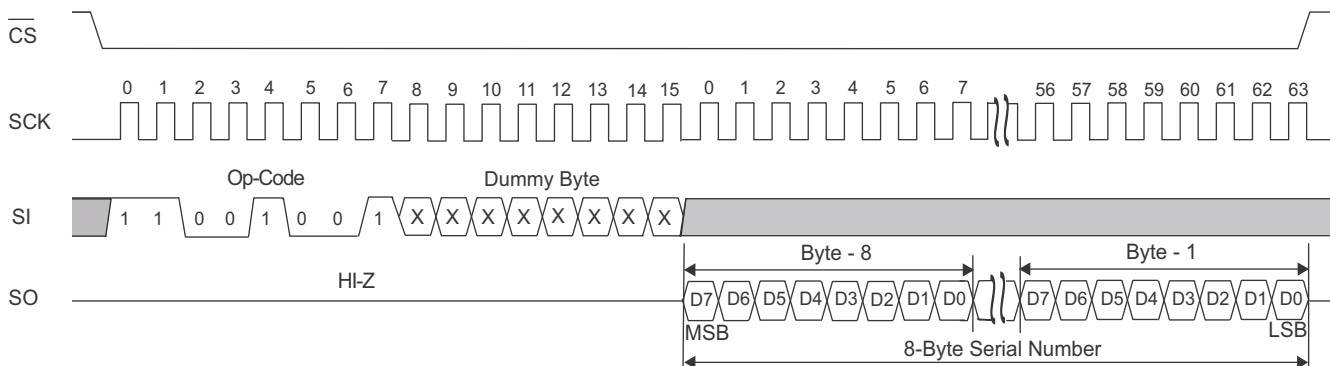 CS
0 1 2 3 4 5 6 7 8 9 10 11 12 13 14 15 0 1 2 3 4 5 6 7 56 57 58 59 60 61 62 63
SCK
Op-Code Dummy Byte
SI 1 1 0 0 1 0 0 1 X X X X X X X X
Byte - 8 Byte - 1
HI-Z
SO D7 D6 D5 D4 D3 D2 D1 D0 D7 D6 D5 D4 D3 D2 D1 D0
MSB LSB
8-Byte Serial Number